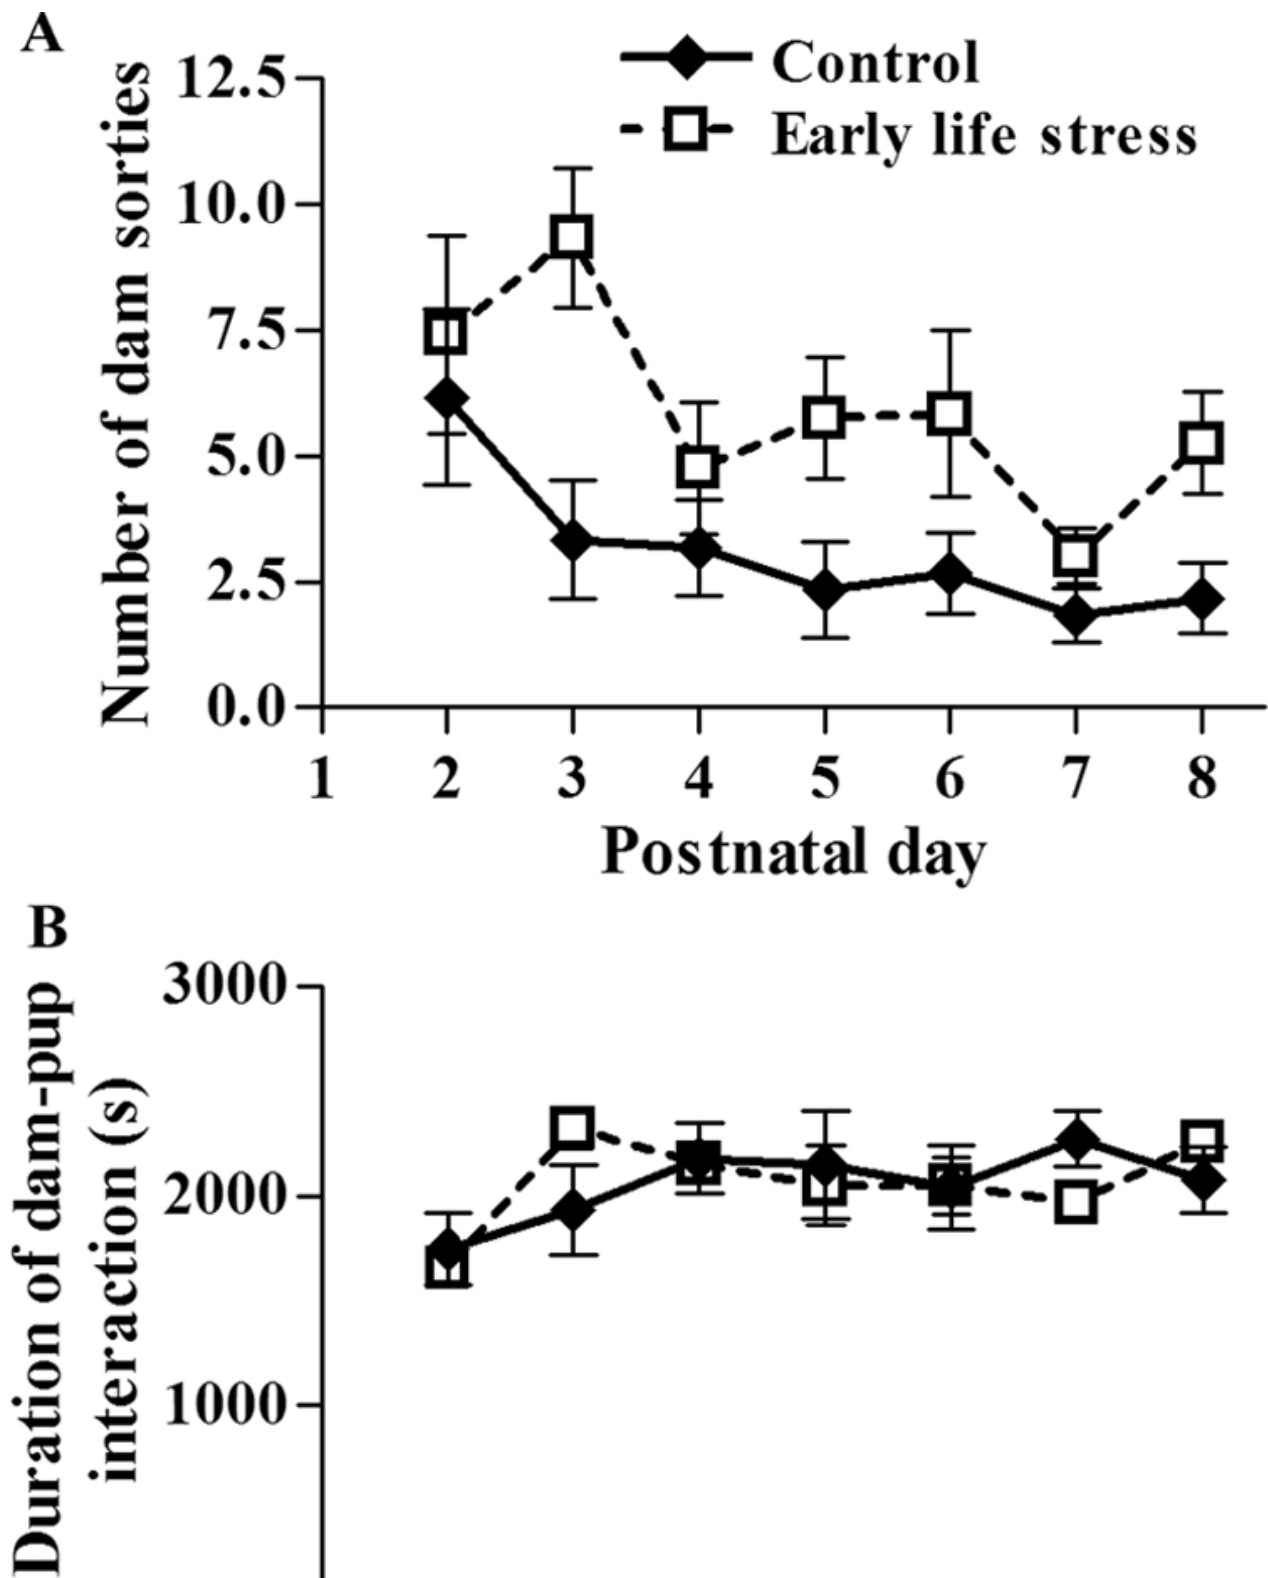 A
Control
Early life stress
12.5
10.0
7.5
5.0
2.5
0.0
Number of dam sorties
1 2 3 4 5 6 7 8
Postnatal day
B
3000
2000
1000
Duration of dam-pup
interaction (s)